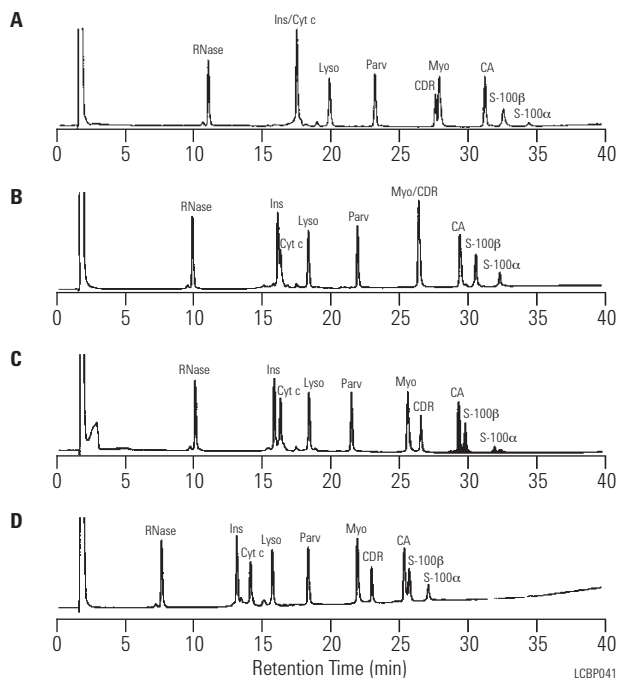 A
RNase
Ins/Cyt c
Lyso
Parv
CDR
Myo
CA
S-100β
S-100α
0 5 10 15 20 25 30 35 40
B
RNase
Ins
Cyt c
Lyso
Parv
Myo/CDR
CA
S-100β
S-100α
0 5 10 15 20 25 30 35 40
C
RNase
Ins
Cyt c
Lyso
Parv
Myo
CDR
CA
S-100β
S-100α
0 5 10 15 20 25 30 35 40
D
RNase
Ins
Cyt c
Lyso
Parv
Myo
CDR
CA
S-100β
S-100α
0 5 10 15 20 25 30 35 40
Retention Time (min)
LCBP041